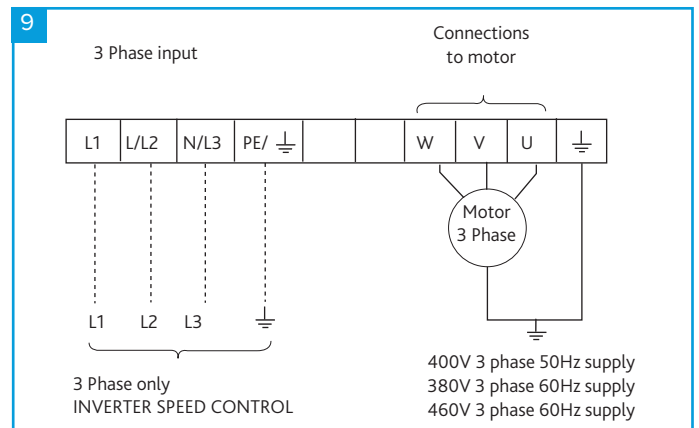 9
3 Phase input
Connections
to motor
L1 L/L2 N/L3 PE/ W V U
Motor
3 Phase
L1 L2 L3
3 Phase only
INVERTER SPEED CONTROL
400V 3 phase 50Hz supply
380V 3 phase 60Hz supply
460V 3 phase 60Hz supply